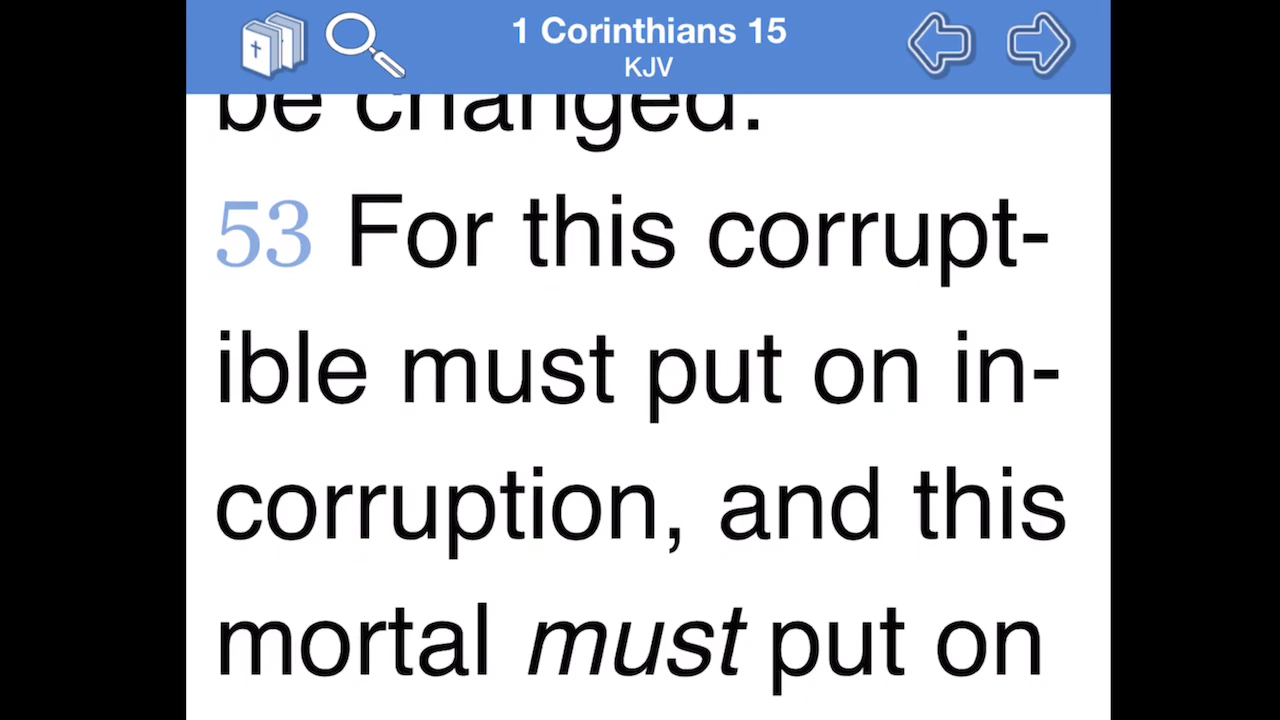 1 Corinthians 15
KJV
be changed.
53 For this corrupt-
ible must put on in-
corruption, and this
mortal must put on